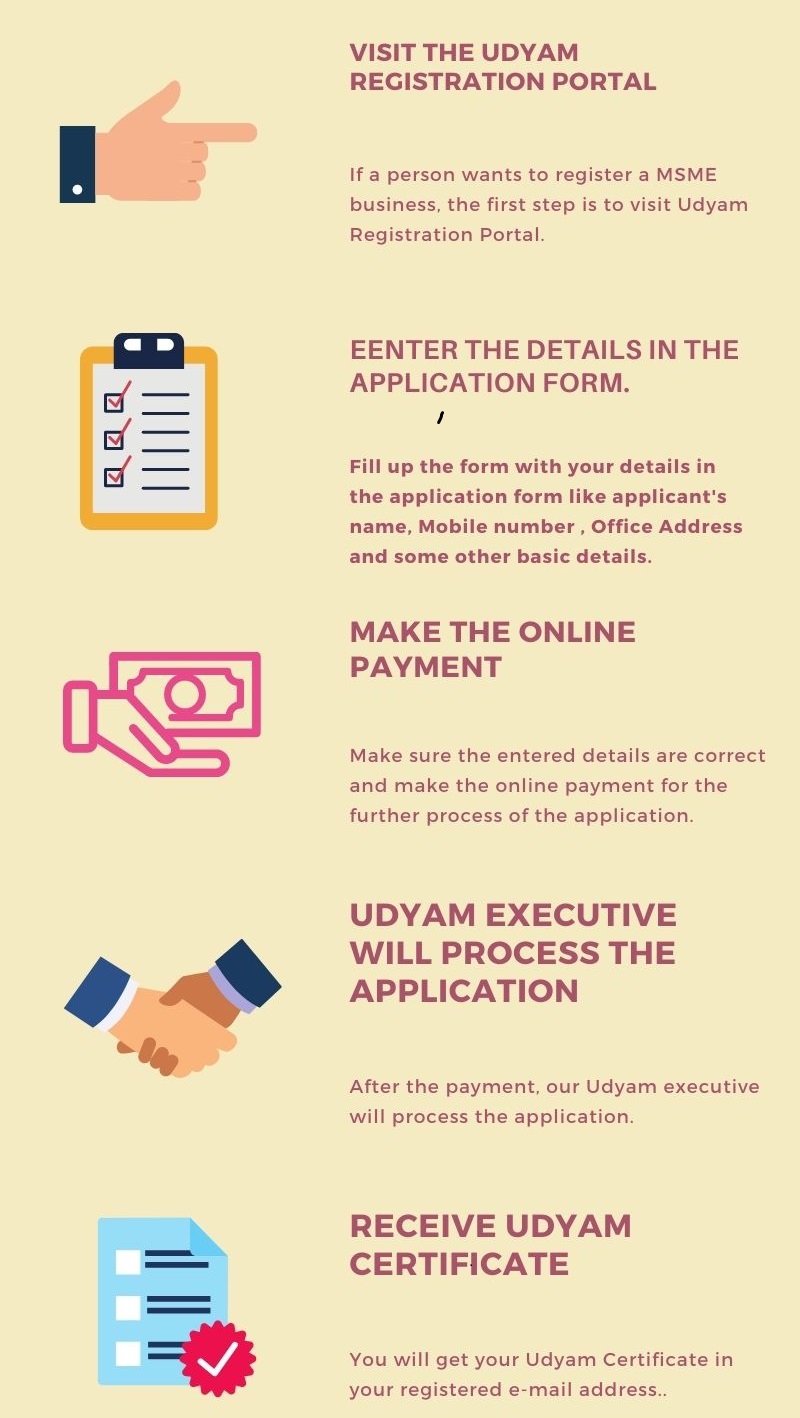 VISIT THE UDYAM
REGISTRATION PORTAL
If a person wants to register a MSME
business, the first step is to visit Udyam
Registration Portal.
EENTER THE DETAILS IN THE
APPLICATION FORM.
Fill up the form with your details in
the application form like applicant's
name, Mobile number , Office Address
and some other basic details.
MAKE THE ONLINE
PAYMENT
Make sure the entered details are correct
and make the online payment for the
further process of the application.
UDYAM EXECUTIVE
WILL PROCESS THE
APPLICATION
After the payment, our Udyam executive
will process the application.
RECEIVE UDYAM
CERTIFICATE
You will get your Udyam Certificate in
your registered e-mail address..